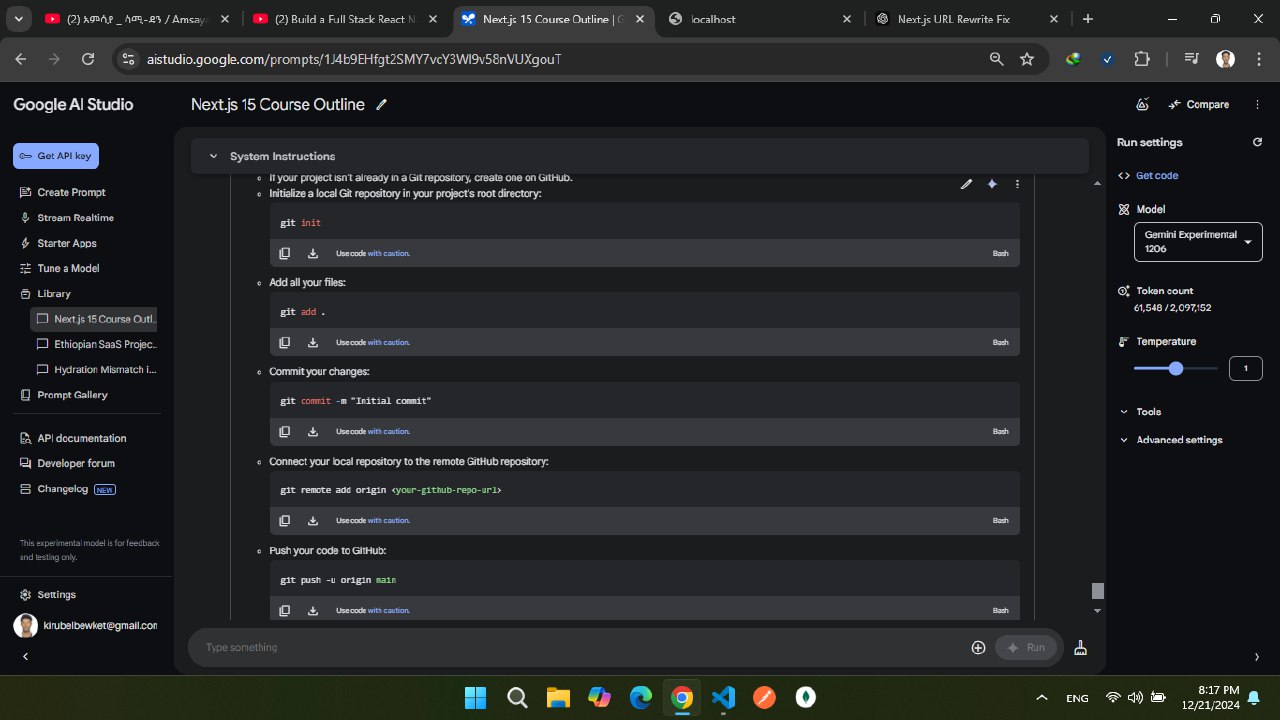 (2) አምሳያ _ አሚ-ዳን / Amsaya
(2) Build a Full Stack React N
Next.js 15 Course Outline | G
localhost
Next.js URL Rewrite Fix
aistudio.google.com/prompts/1J4b9EHfgt2SMY7vcY3Wl9v58nVUXgouT
Google AI Studio
Next.js 15 Course Outline
Compare
Get API key
Create Prompt
Stream Realtime
Starter Apps
Tune a Model
Library
Next.js 15 Course Outl...
Ethiopian SaaS Projec...
Hydration Mismatch i...
Prompt Gallery
API documentation
Developer forum
Changelog NEW
This experimental model is for feedback
and testing only.
Settings
kirubelbewket@gmail.com
System Instructions
If your project isn't already in a Git repository, create one on GitHub.
Initialize a local Git repository in your project's root directory:
git init
Use code with caution. Bash
Add all your files:
git add .
Use code with caution. Bash
Commit your changes:
git commit -m "Initial commit"
Use code with caution. Bash
Connect your local repository to the remote GitHub repository:
git remote add origin <your-github-repo-url>
Use code with caution. Bash
Push your code to GitHub:
git push -u origin main
Use code with caution. Bash
Type something
Run
Run settings
Get code
Model
Gemini Experimental
1206
Token count
61,548 / 2,097,152
Temperature
1
Tools
Advanced settings
ENG
8:17 PM
12/21/2024